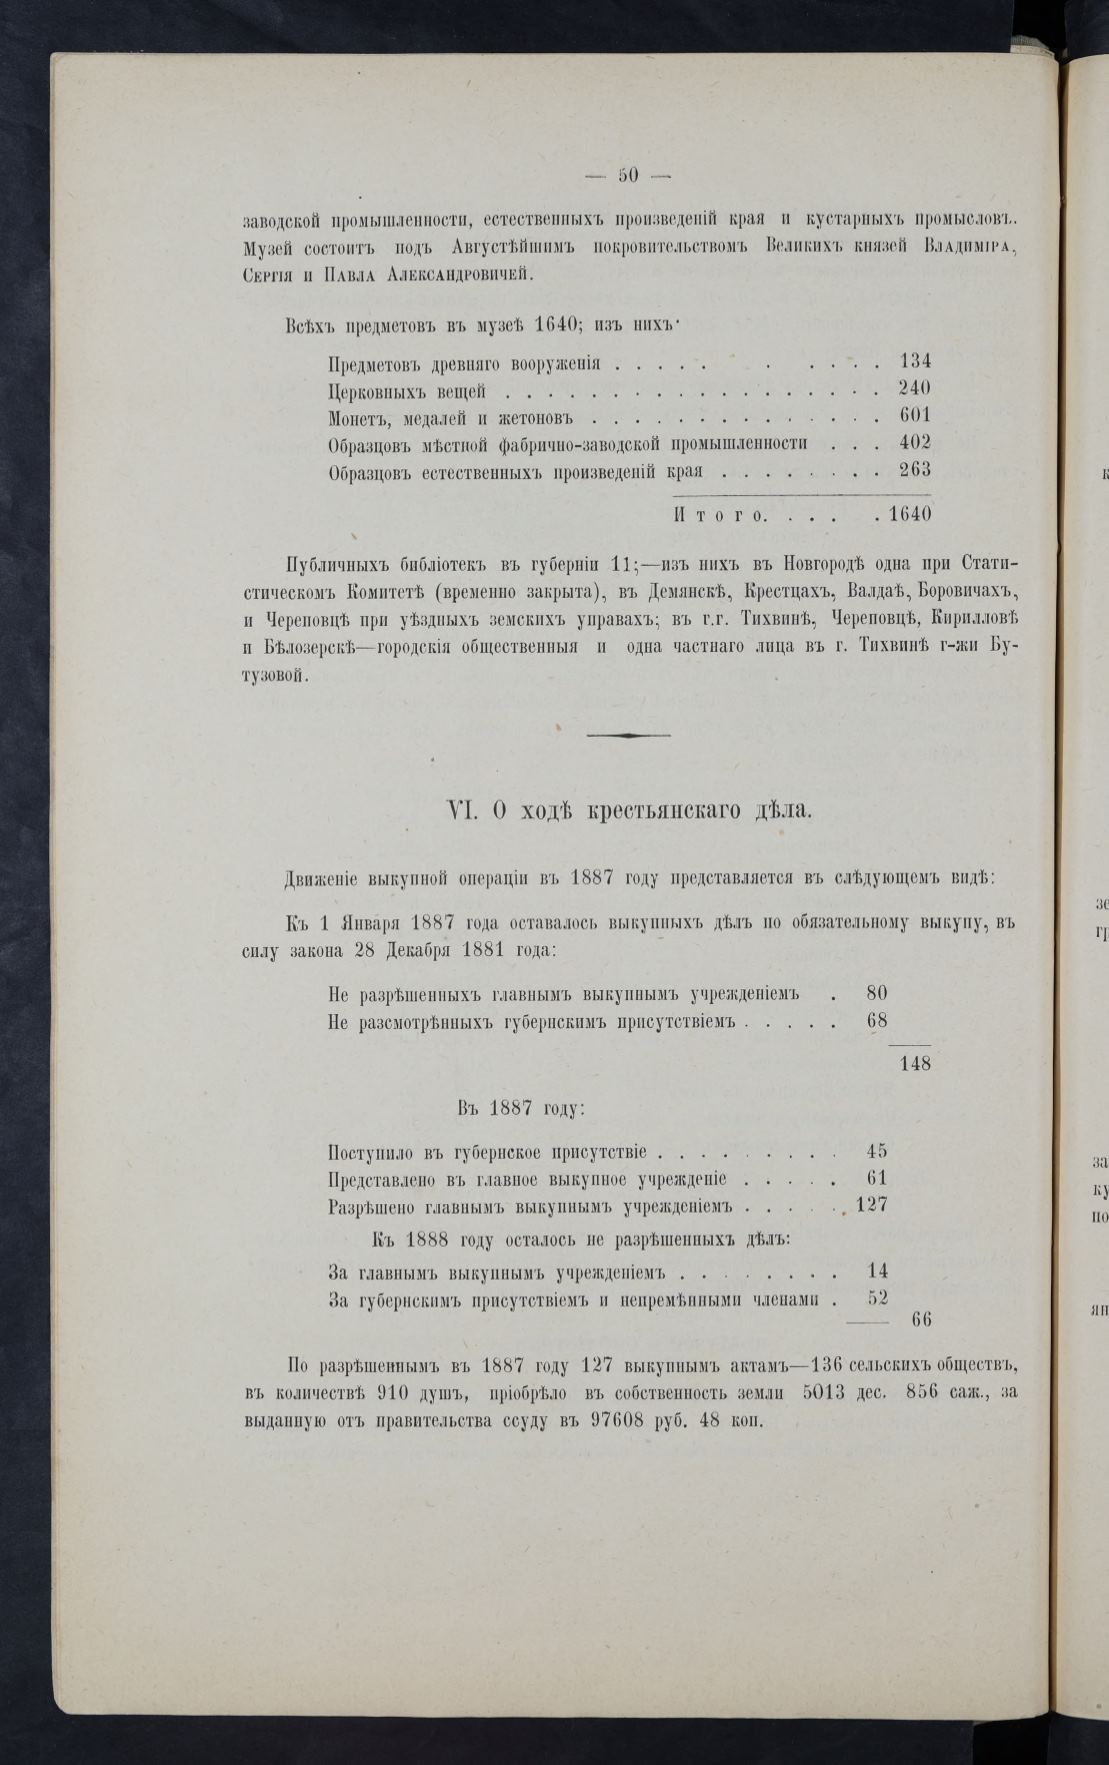 — 50 —
заводской промышленности, естественныхъ произведеній края и кустарныхъ промысловъ.
Музей состоитъ подъ Августѣйшимъ покровительствомъ Великихъ князей Владиміра,
Сергія и Павла Александровичей.
Всѣхъ предметовъ въ музеѣ 1640; изъ нихъ·
Предметовъ древняго вооруженія . . . . . . . . . . 134
Церковныхъ вещей . . . . . . . . . . . . . . . . . . 240
Монетъ, медалей и жетоновъ . . . . . . . . . . . . . . 601
Образцовъ мѣстной фабрично-заводской промышленности . . . 402
Образцовъ естественныхъ произведеній края . . . . . . . . 263
Итого. . . . . 1640
Публичныхъ библіотекъ въ губерніи 11;—изъ нихъ въ Новгородѣ одна при Стати-
стическомъ Комитетѣ (временно закрыта), въ Демянскѣ, Крестцахъ, Валдаѣ, Боровичахъ,
и Череповцѣ при уѣздныхъ земскихъ управахъ; въ г.г. Тихвинѣ, Череповцѣ, Кирилловѣ
и Бѣлозерскѣ—городскія общественныя и одна частнаго лица въ г. Тихвинѣ г-жи Бу-
тузовой.
VI. О ходѣ крестьянскаго дѣла.
Движеніе выкупной операціи въ 1887 году представляется въ слѣдующемъ видѣ:
Къ 1 Января 1887 года оставалось выкупныхъ дѣлъ по обязательному выкупу, въ
силу закона 28 Декабря 1881 года:
Не разрѣшенныхъ главнымъ выкупнымъ учрежденіемъ . 80
Не разсмотрѣнныхъ губернскимъ присутствіемъ . . . . . 68
148
Въ 1887 году:
Поступило въ губернское присутствіе . . . . . . . . . 45
Представлено въ главное выкупное учрежденіе . . . . . 61
Разрѣшено главнымъ выкупнымъ учрежденіемъ . . . . . 127
Къ 1888 году осталось не разрѣшенныхъ дѣлъ:
За главнымъ выкупнымъ учрежденіемъ . . . . . . . . 14
За губернскимъ присутствіемъ и непремѣнными членами . 52
66
По разрѣшеннымъ въ 1887 году 127 выкупнымъ актамъ—136 сельскихъ обществъ,
въ количествѣ 910 душъ, пріобрѣло въ собственность земли 5013 дес. 856 саж., за
выданную отъ правительства ссуду въ 97608 руб. 48 коп.